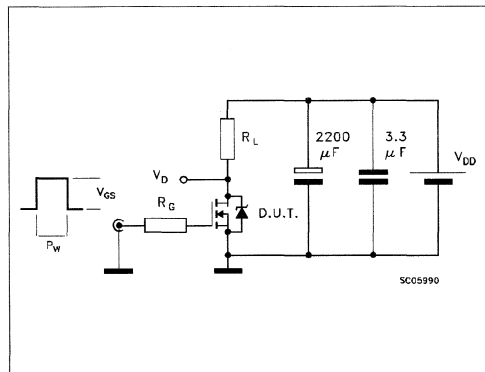 R_L
2200 µF
3.3 µF
V_DD
V_D
V_GS
R_G
D.U.T.
P_W
SC05990